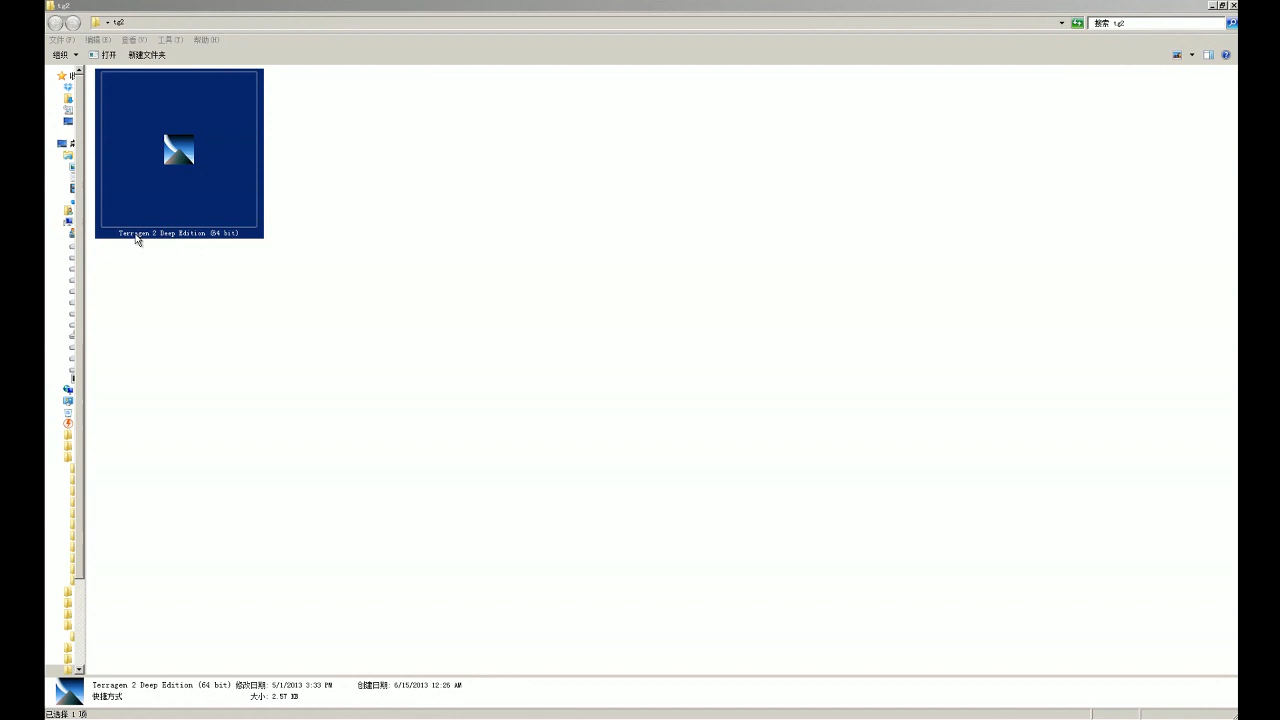 tg2
tg2
搜索 tg2
文件(F) 编辑(E) 查看(V) 工具(T) 帮助(H)
组织 打开 新建文件夹
Terragen 2 Deep Edition (64 bit)
Terragen 2 Deep Edition (64 bit) 修改日期: 5/1/2013 3:33 PM 创建日期: 6/15/2013 12:26 AM
快捷方式 大小: 2.57 KB
已选择 1 项